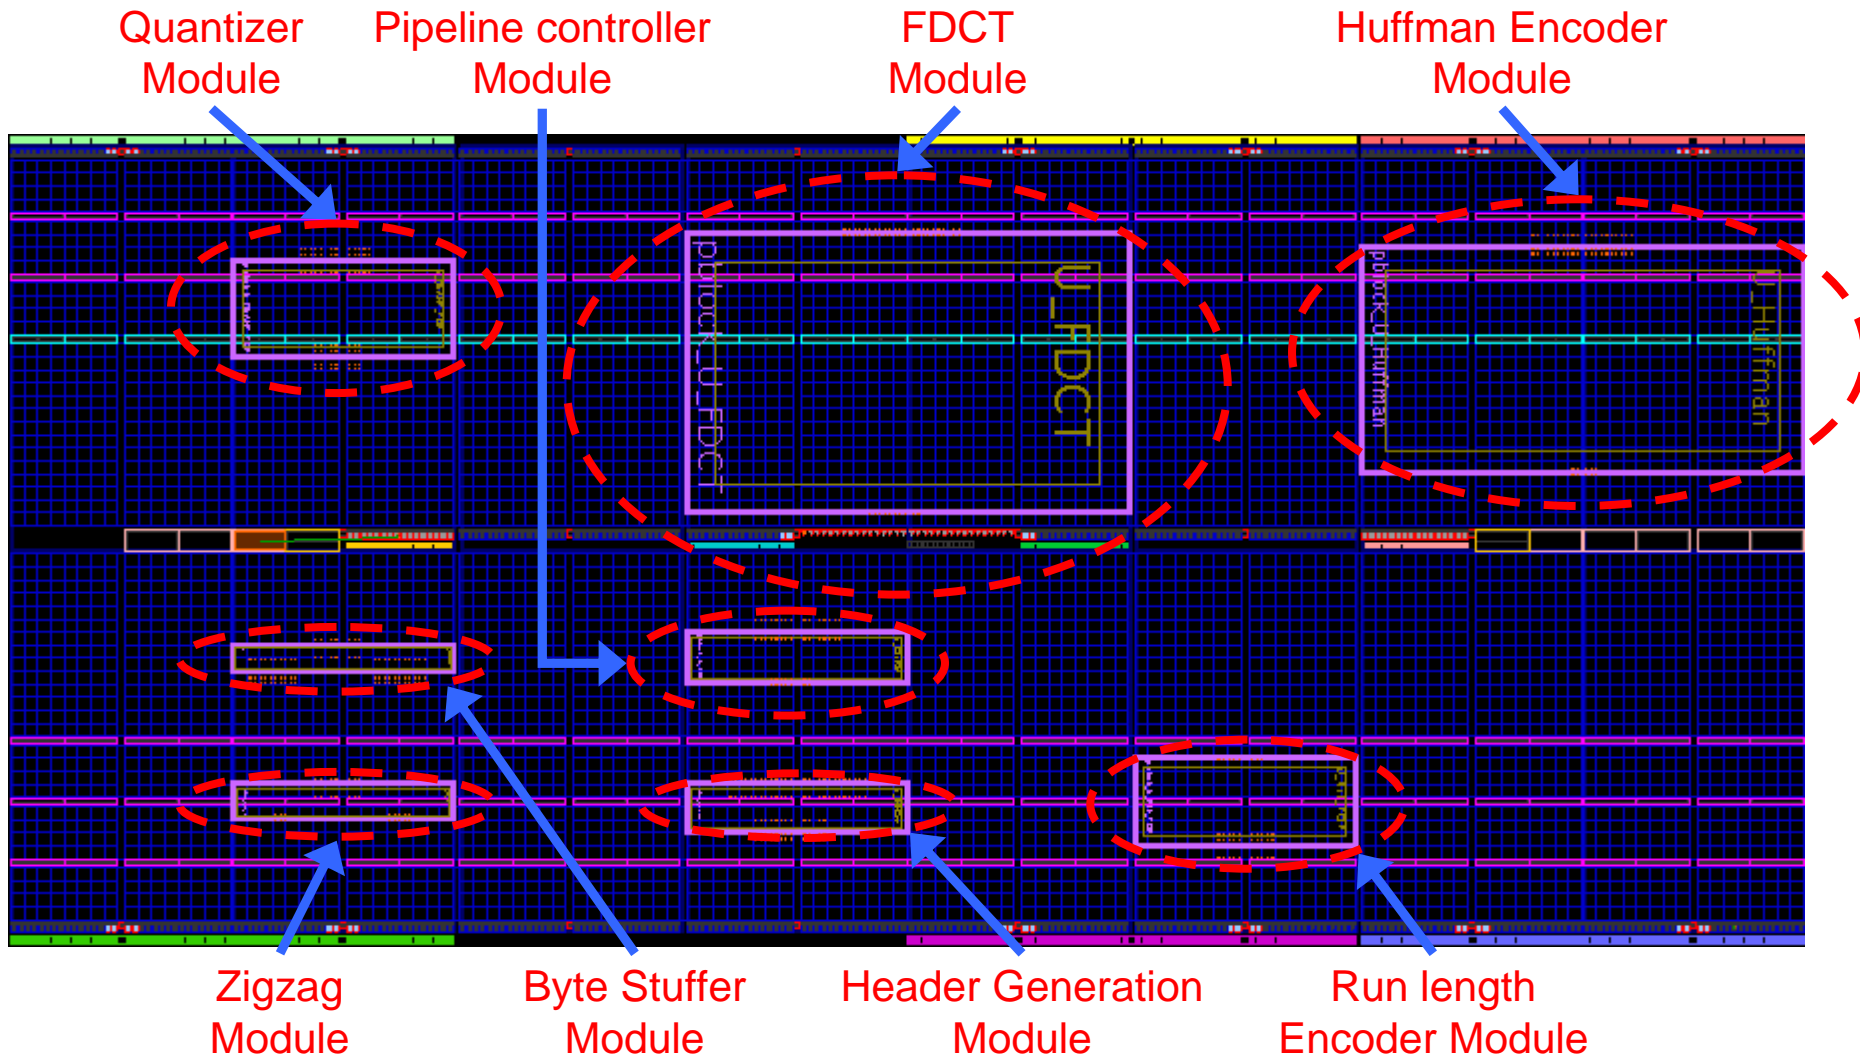 Quantizer
Module
Pipeline controller
Module
FDCT
Module
Huffman Encoder
Module
pblock_U_FDCT
U_FDCT
pblock_U_Huffman
U_Huffman
Zigzag
Module
Byte Stuffer
Module
Header Generation
Module
Run length
Encoder Module